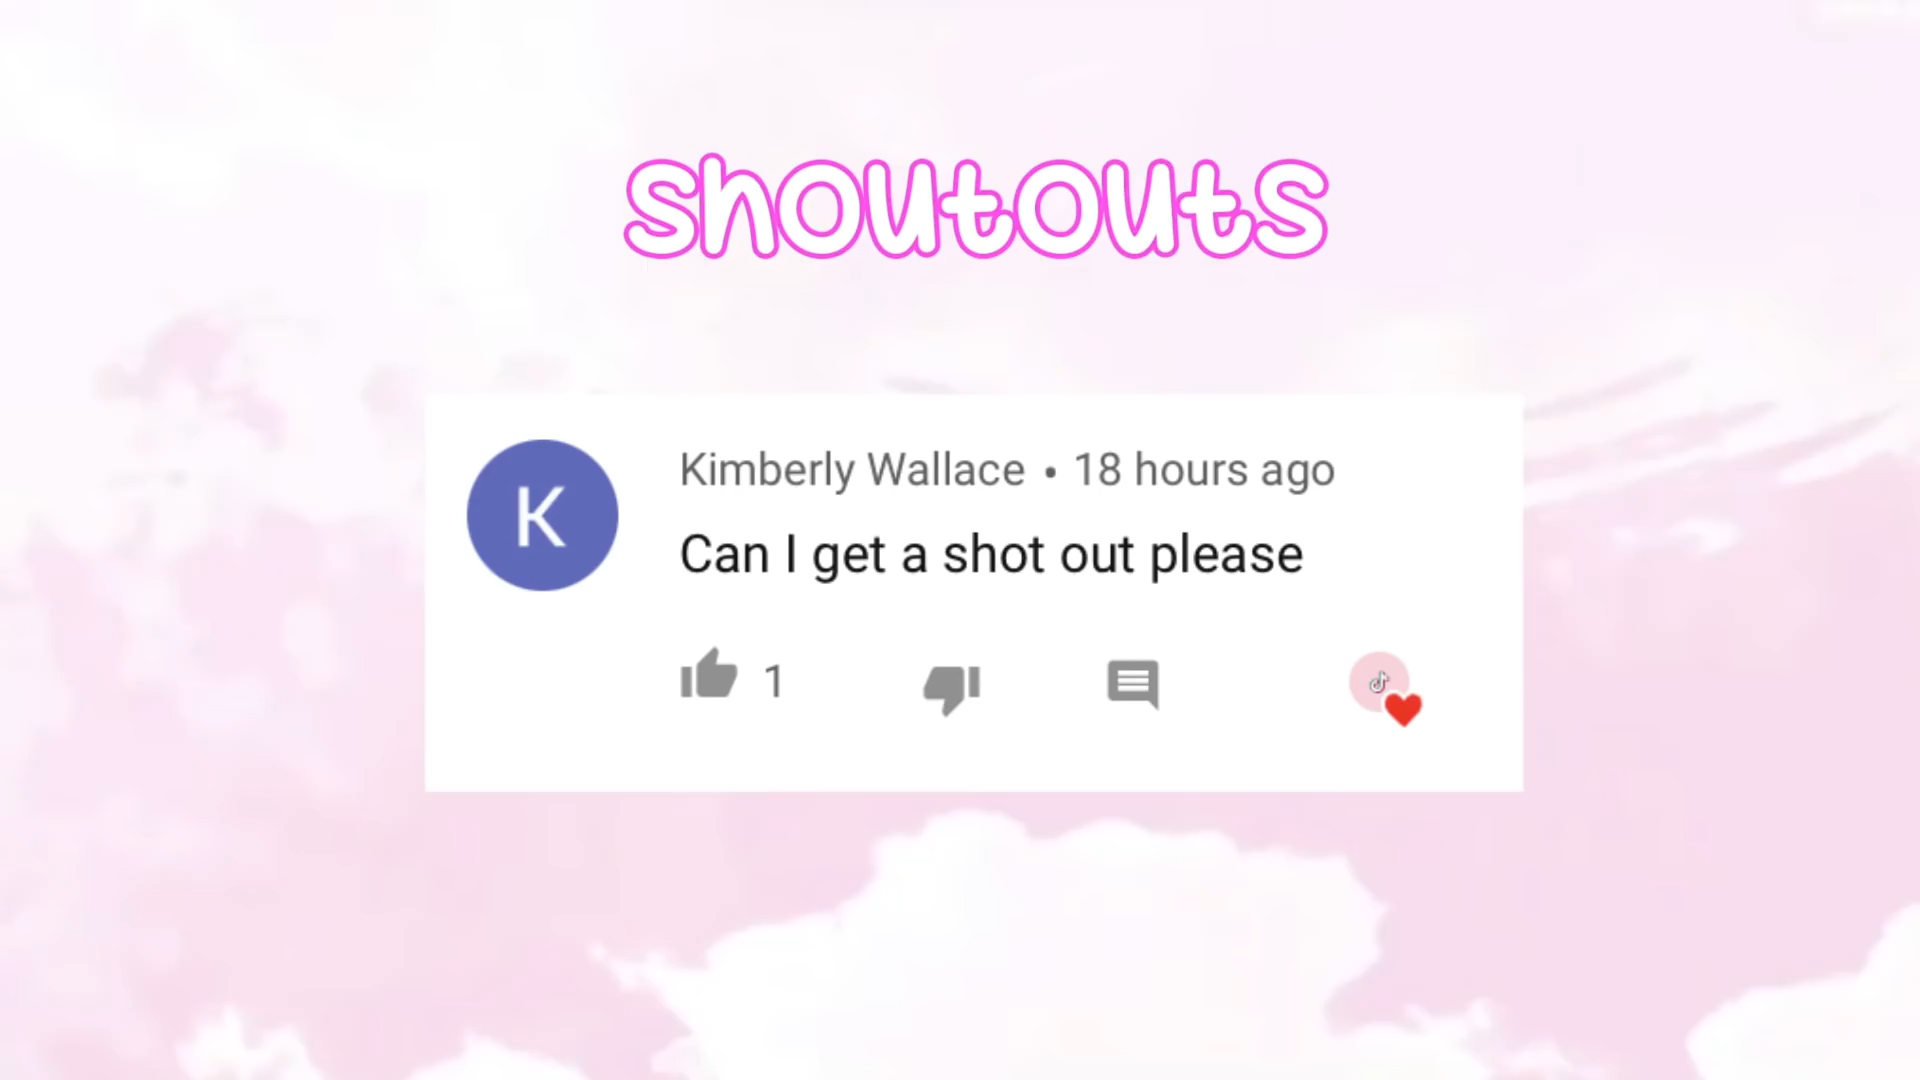 shoutouts
Kimberly Wallace • 18 hours ago
K
Can I get a shot out please
1